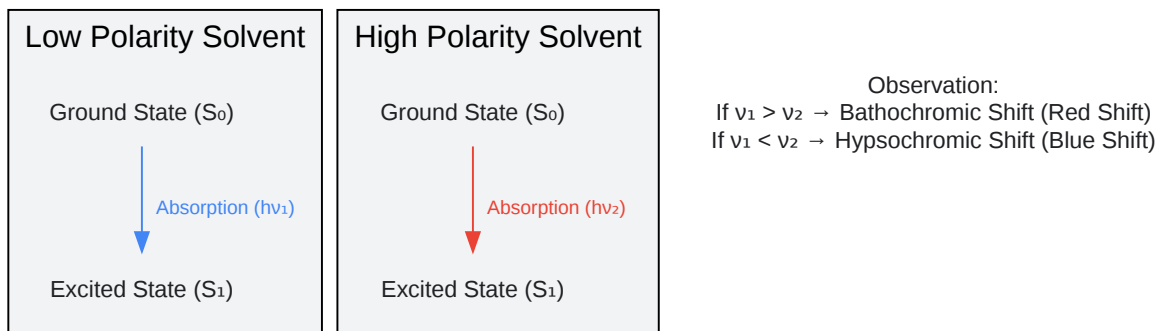 Low Polarity Solvent
Ground State (S₀)
Absorption (hν₁)
Excited State (S₁)
High Polarity Solvent
Ground State (S₀)
Absorption (hν₂)
Excited State (S₁)
Observation:
If ν₁ > ν₂ → Bathochromic Shift (Red Shift)
If ν₁ < ν₂ → Hypsochromic Shift (Blue Shift)